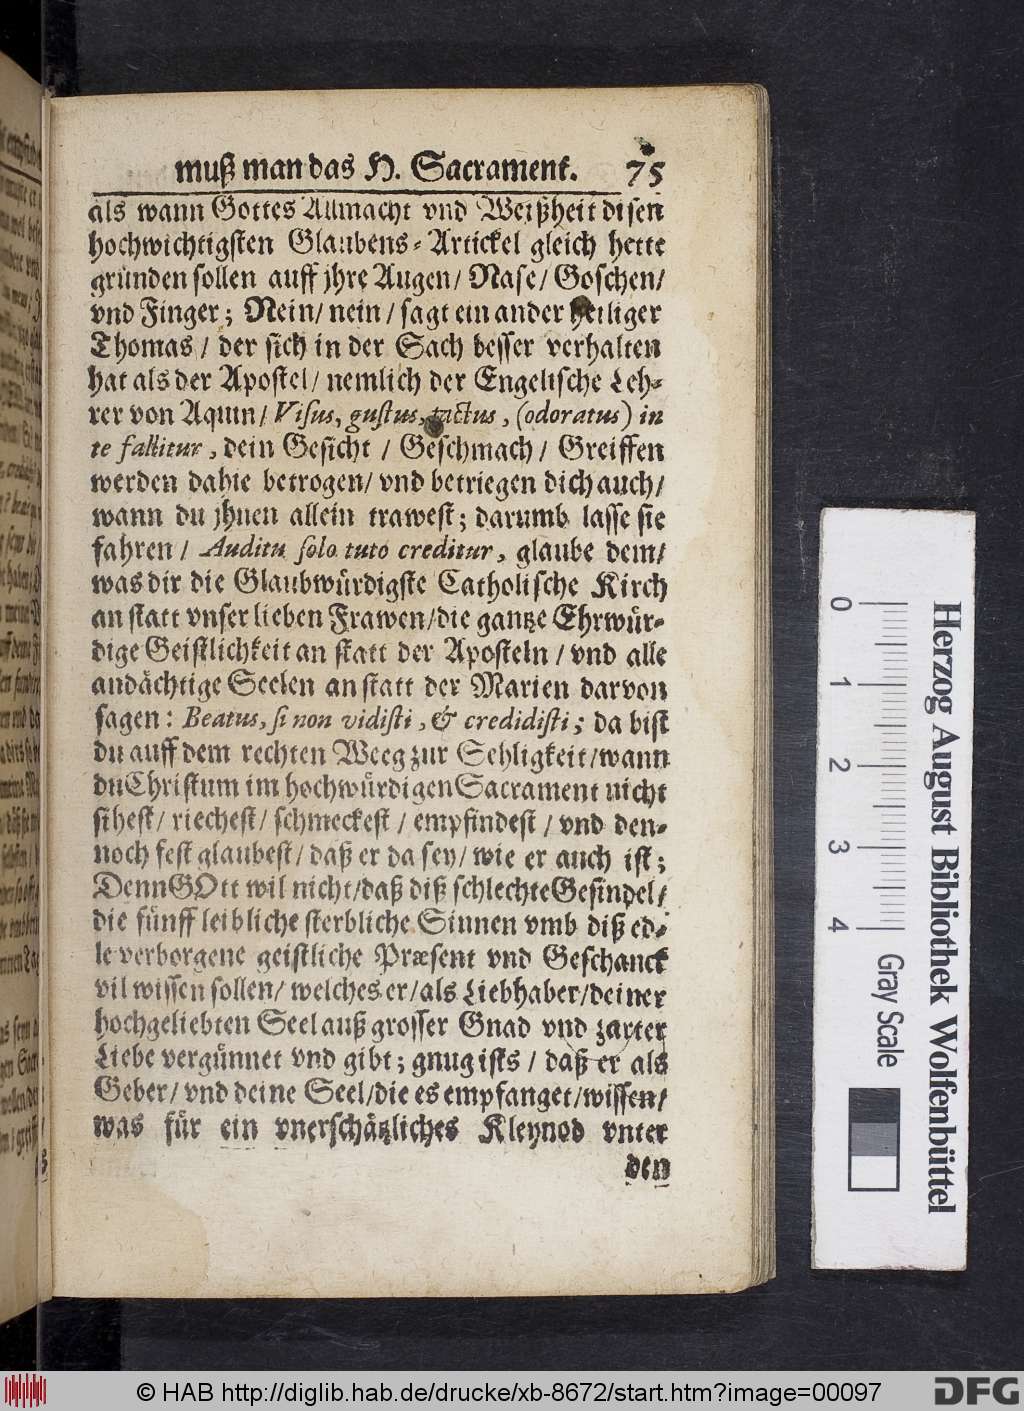 muß man das H. Sacrament. 75
als wann Gottes Allmacht vnd Weißheit disen
hochwichtigsten Glaubens-Artickel gleich hette
gründen sollen auff jhre Augen/ Nase/ Goschen/
vnd Finger; Nein/ nein/ sagt ein ander heiliger
Thomas/ der sich in der Sach besser verhalten
hat als der Apostel/ nemlich der Engelische Leh-
rer von Aquin/ Visus, gustus, tactus, (odoratus) in
te fallitur, dein Gesicht/ Geschmach/ Greiffen
werden dahie betrogen/ vnd betriegen dich auch/
wann du jhnen allein trawest; darumb lasse sie
fahren/ Auditu solo tuto creditur, glaube dem/
was dir die Glaubwürdigste Catholische Kirch
an statt vnser lieben Frawen/ die gantze Ehrwür-
dige Geistlichkeit an statt der Aposteln/ vnd alle
andächtige Seelen an statt der Marien darvon
sagen: Beatus, si non vidisti, & credidisti; da bist
du auff dem rechten Weeg zur Sehligkeit/ wann
du Christum im hochwürdigen Sacrament nicht
sihest/ riechest/ schmeckest/ empfindest/ vnd den-
noch fest glaubest/ daß er da sey/ wie er auch ist;
Denn GOtt wil nicht/ daß diß schlechte Gesindel/
die fünff leibliche sterbliche Sinnen vmb diß ed-
le verborgene geistliche Præsent vnd Geschanck
vil wissen sollen/ welches er/ als Liebhaber/ deiner
hochgeliebten Seel auß grosser Gnad vnd zarter
Liebe vergünnet vnd gibt; gnug ists/ daß er als
Geber/ vnd deine Seel/ die es empfanget/ wissen/
was für ein vnerschätzliches Kleynod vnter
den
0 1 2 3 4
Gray Scale
Herzog August Bibliothek Wolfenbüttel
© HAB http://diglib.hab.de/drucke/xb-8672/start.htm?image=00097
DFG